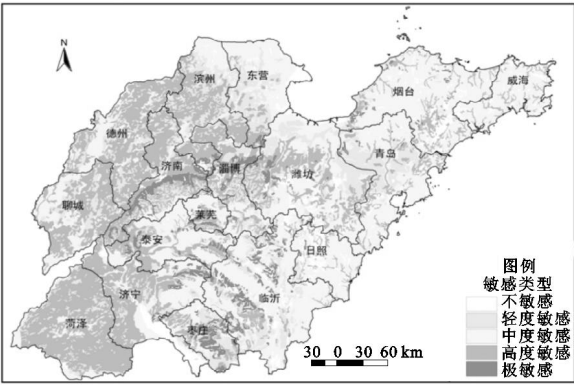 N
滨州
东营
德州
烟台
威海
济南
淄博
潍坊
青岛
聊城
莱芜
泰安
日照
济宁
临沂
菏泽
枣庄
图例
敏感类型
不敏感
轻度敏感
中度敏感
高度敏感
极敏感
30 0 30 60 km